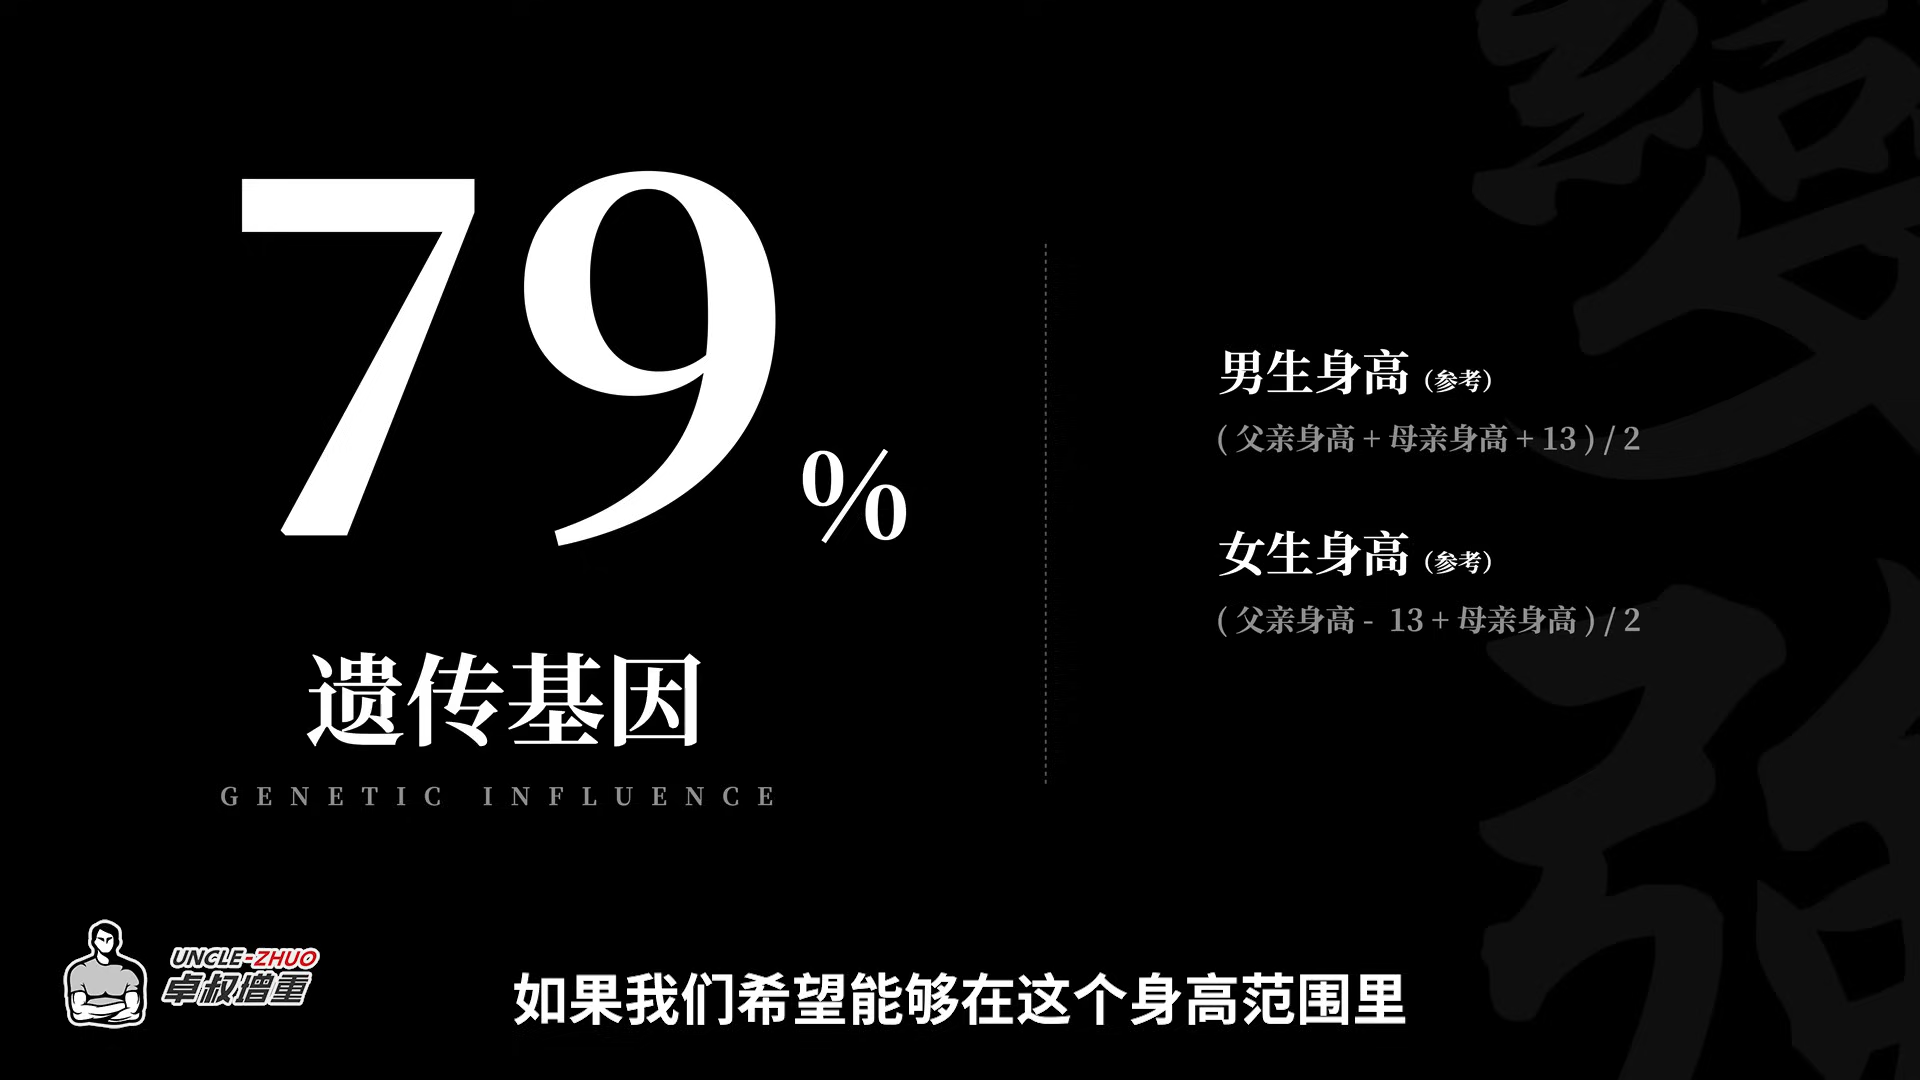 79%
遗传基因
GENETIC INFLUENCE
男生身高 (参考)
( 父亲身高 + 母亲身高 + 13 ) / 2
女生身高 (参考)
( 父亲身高 - 13 + 母亲身高 ) / 2
變強
UNCLE-ZHUO
卓叔增重
如果我们希望能够在这个身高范围里